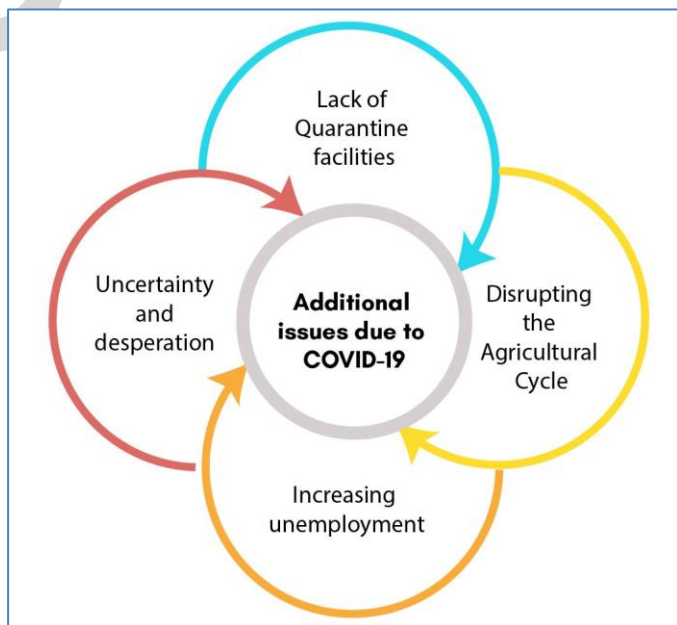 Lack of
Quarantine
facilities
Uncertainty
and
desperation
Additional
issues due to
COVID-19
Disrupting
the
Agricultural
Cycle
Increasing
unemployment